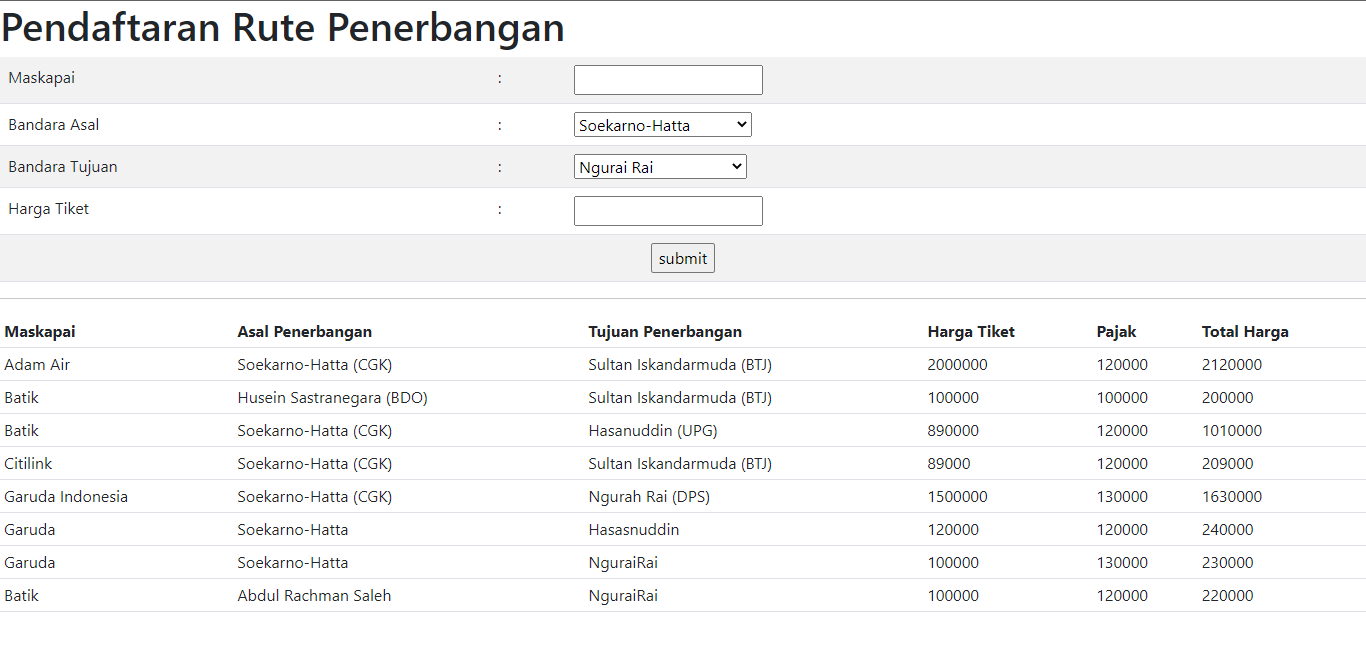 Pendaftaran Rute Penerbangan
Maskapai :
Bandara Asal : Soekarno-Hatta
Bandara Tujuan : Ngurai Rai
Harga Tiket :
submit
Maskapai Asal Penerbangan Tujuan Penerbangan Harga Tiket Pajak Total Harga
Adam Air Soekarno-Hatta (CGK) Sultan Iskandarmuda (BTJ) 2000000 120000 2120000
Batik Husein Sastranegara (BDO) Sultan Iskandarmuda (BTJ) 100000 100000 200000
Batik Soekarno-Hatta (CGK) Hasanuddin (UPG) 890000 120000 1010000
Citilink Soekarno-Hatta (CGK) Sultan Iskandarmuda (BTJ) 89000 120000 209000
Garuda Indonesia Soekarno-Hatta (CGK) Ngurah Rai (DPS) 1500000 130000 1630000
Garuda Soekarno-Hatta Hasasnuddin 120000 120000 240000
Garuda Soekarno-Hatta NguraiRai 100000 130000 230000
Batik Abdul Rachman Saleh NguraiRai 100000 120000 220000